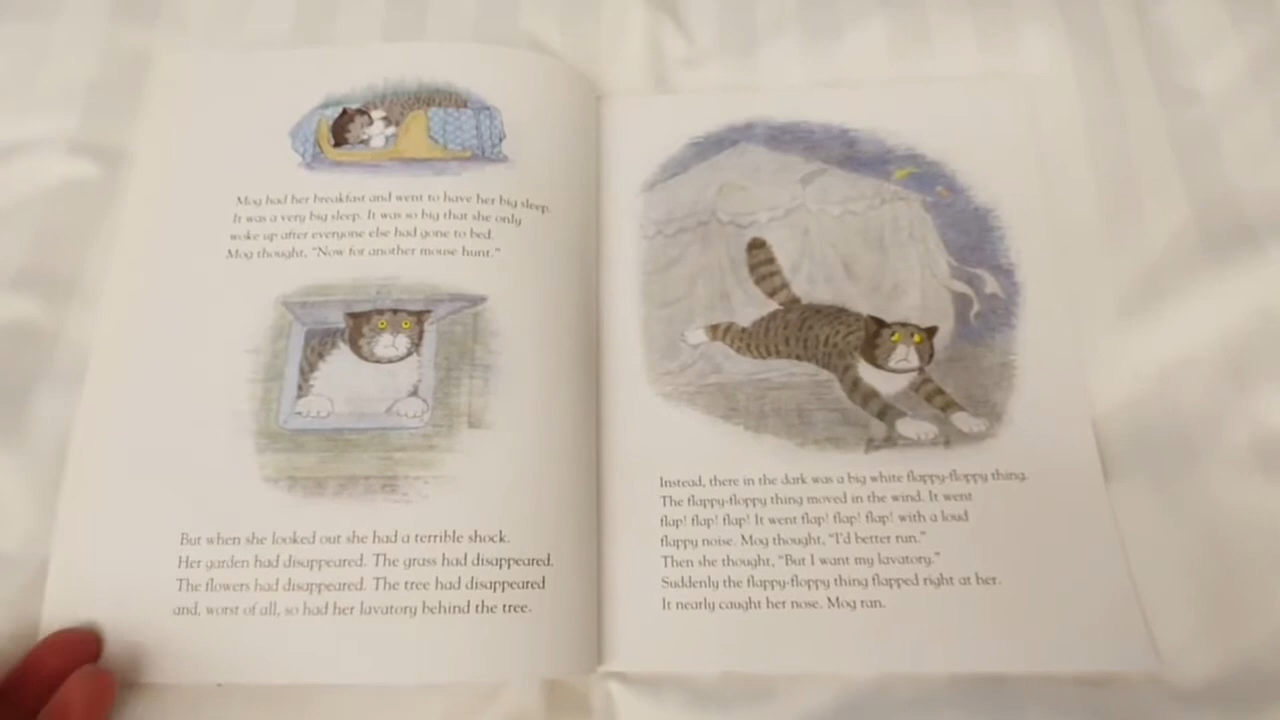 Mog had her breakfast and went to have her big sleep.
It was a very big sleep. It was so big that she only
woke up after everyone else had gone to bed.
Mog thought, "Now for another mouse hunt."
But when she looked out she had a terrible shock.
Her garden had disappeared. The grass had disappeared.
The flowers had disappeared. The tree had disappeared
and, worst of all, so had her lavatory behind the tree.
Instead, there in the dark was a big white flappy-floppy thing.
The flappy-floppy thing moved in the wind. It went
flap! flap! flap! It went flap! flap! flap! with a loud
flappy noise. Mog thought, "I'd better run."
Then she thought, "But I want my lavatory."
Suddenly the flappy-floppy thing flapped right at her.
It nearly caught her nose. Mog ran.